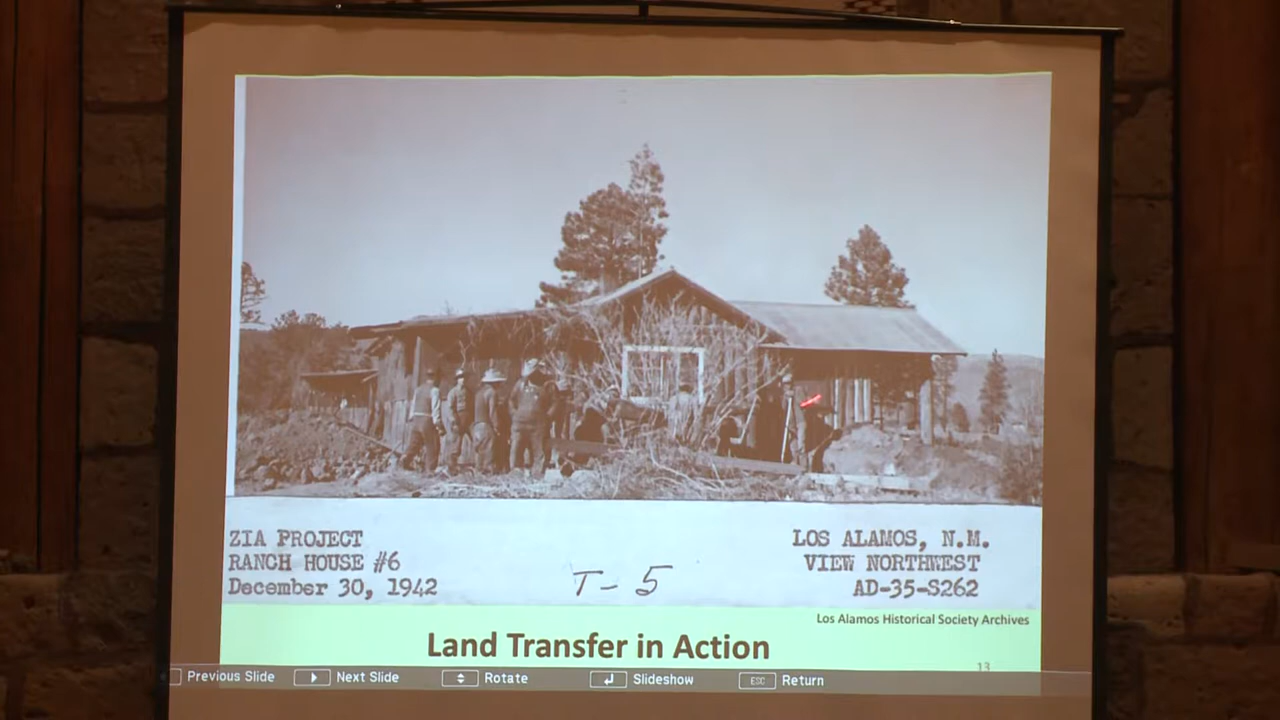 ZIA PROJECT
RANCH HOUSE #6
December 30, 1942
T-5
LOS ALAMOS, N.M.
VIEW NORTHWEST
AD-35-S262
Los Alamos Historical Society Archives
Land Transfer in Action
13
Previous Slide
Next Slide
Rotate
Slideshow
ESC Return